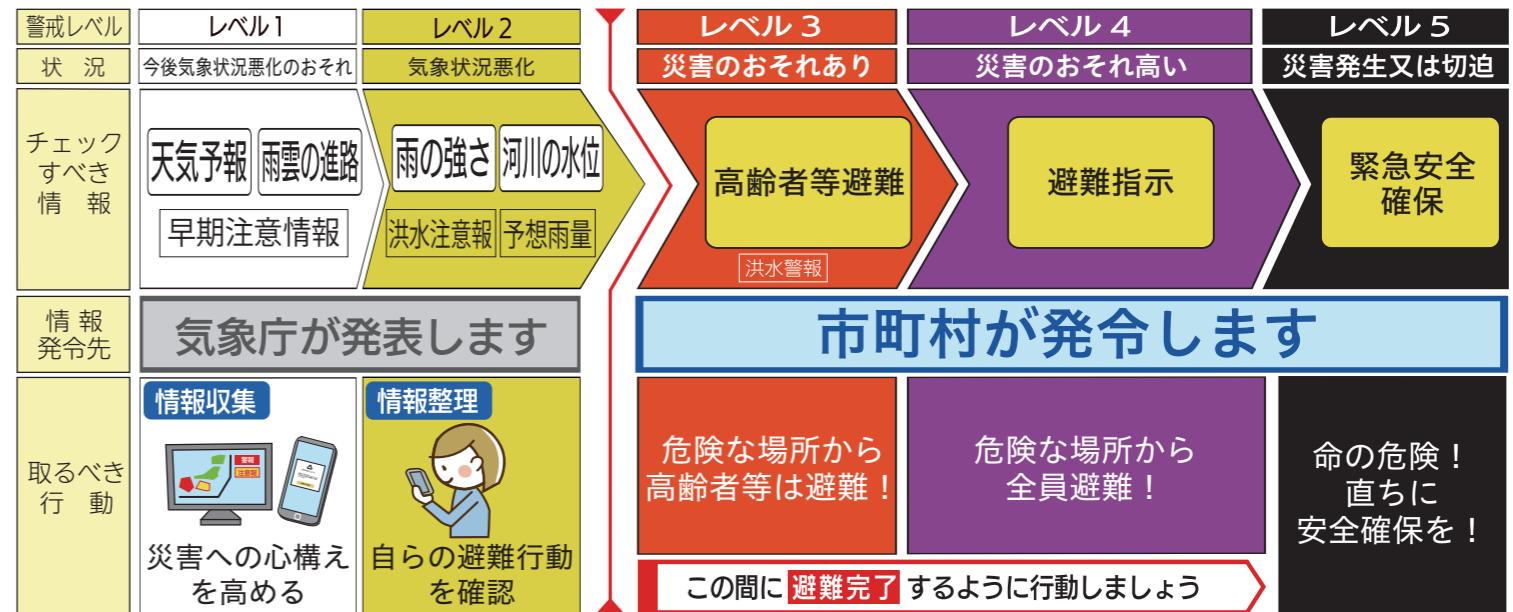 警戒レベル
レベル1
レベル2
レベル3
レベル4
レベル5
状 況
今後気象状況悪化のおそれ
気象状況悪化
災害のおそれあり
災害のおそれ高い
災害発生又は切迫
チェック
すべき
情 報
天気予報
雨雲の進路
早期注意情報
雨の強さ
河川の水位
洪水注意報
予想雨量
高齢者等避難
洪水警報
避難指示
緊急安全
確保
情 報
発令先
気象庁が発表します
市町村が発令します
取るべき
行 動
情報収集
警報
注意報
災害への心構え
を高める
情報整理
自らの避難行動
を確認
危険な場所から
高齢者等は避難！
危険な場所から
全員避難！
命の危険！
直ちに
安全確保を！
この間に 避難完了 するように行動しましょう